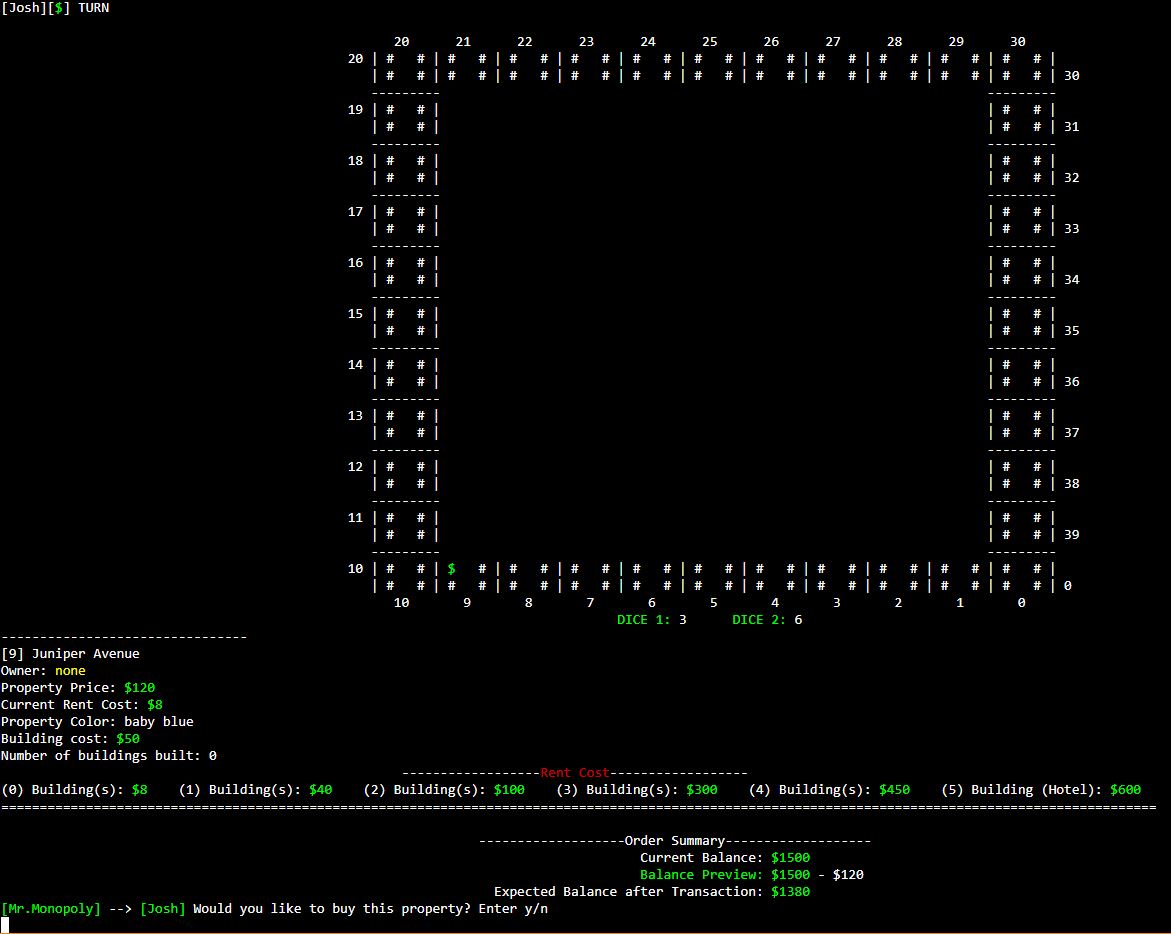 [Josh][$] TURN
20 21 22 23 24 25 26 27 28 29 30
20 | # # | # # | # # | # # | # # | # # | # # | # # | # # | # # | # # |
| # # | # # | # # | # # | # # | # # | # # | # # | # # | # # | # # | 30
--------- ---------
19 | # # | | # # |
| # # | | # # | 31
--------- ---------
18 | # # | | # # |
| # # | | # # | 32
--------- ---------
17 | # # | | # # |
| # # | | # # | 33
--------- ---------
16 | # # | | # # |
| # # | | # # | 34
--------- ---------
15 | # # | | # # |
| # # | | # # | 35
--------- ---------
14 | # # | | # # |
| # # | | # # | 36
--------- ---------
13 | # # | | # # |
| # # | | # # | 37
--------- ---------
12 | # # | | # # |
| # # | | # # | 38
--------- ---------
11 | # # | | # # |
| # # | | # # | 39
--------- ---------
10 | # # | $ # | # # | # # | # # | # # | # # | # # | # # | # # | # # |
| # # | # # | # # | # # | # # | # # | # # | # # | # # | # # | # # | 0
10 9 8 7 6 5 4 3 2 1 0
DICE 1: 3 DICE 2: 6
--------------------------------
[9] Juniper Avenue
Owner: none
Property Price: $120
Current Rent Cost: $8
Property Color: baby blue
Building cost: $50
Number of buildings built: 0
------------------Rent Cost------------------
(0) Building(s): $8 (1) Building(s): $40 (2) Building(s): $100 (3) Building(s): $300 (4) Building(s): $450 (5) Building (Hotel): $600
======================================================================================================================================================
-------------------Order Summary-------------------
Current Balance: $1500
Balance Preview: $1500 - $120
Expected Balance after Transaction: $1380
[Mr.Monopoly] --> [Josh] Would you like to buy this property? Enter y/n